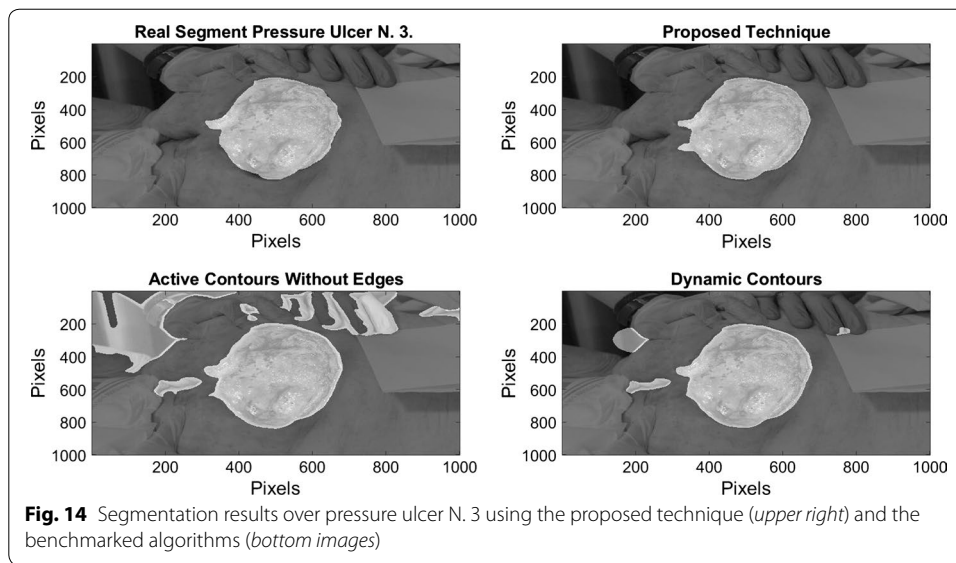 Real Segment Pressure Ulcer N. 3.
Pixels
200
400
600
800
1000
200 400 600 800 1000
Pixels
Proposed Technique
Pixels
200
400
600
800
1000
200 400 600 800 1000
Pixels
Active Contours Without Edges
Pixels
200
400
600
800
1000
200 400 600 800 1000
Pixels
Dynamic Contours
Pixels
200
400
600
800
1000
200 400 600 800 1000
Pixels
Fig. 14 Segmentation results over pressure ulcer N. 3 using the proposed technique (upper right) and the
benchmarked algorithms (bottom images)